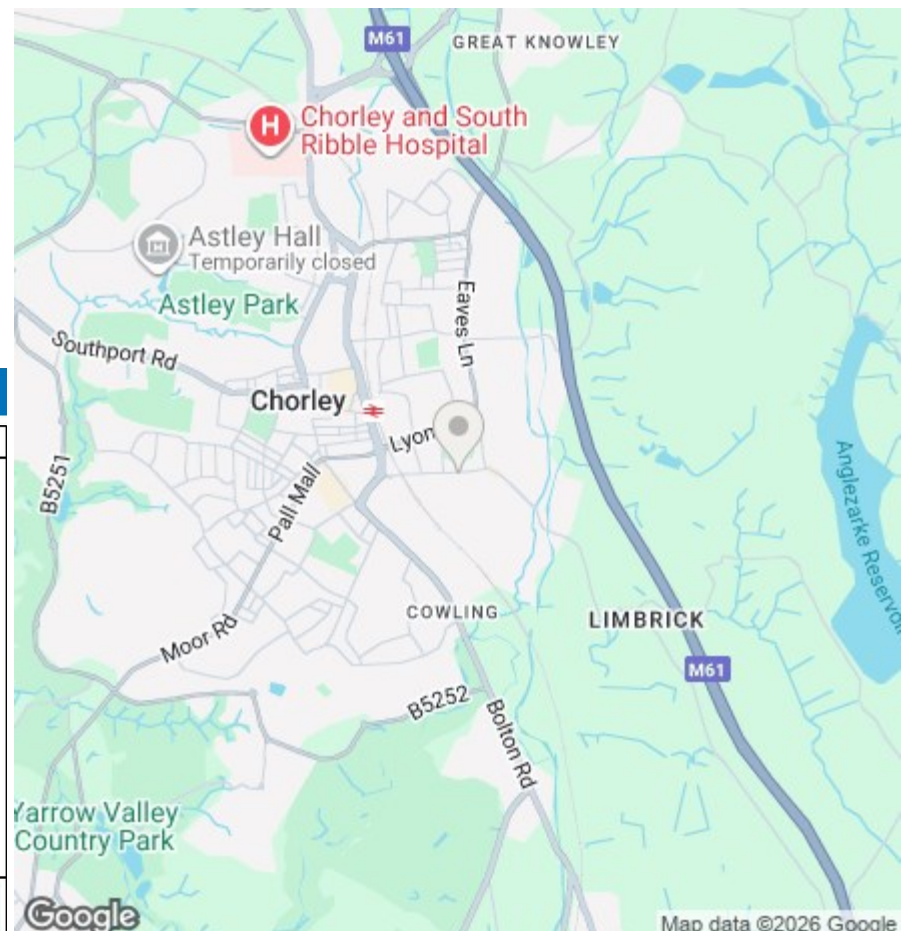 M61
GREAT KNOWLEY
H
Chorley and South
Ribble Hospital
Astley Hall
Temporarily closed
Astley Park
Eaves Ln
Southport Rd
Chorley
Lyon
B5251
Pall Mall
Anglezarke Reservoir
COWLING
LIMBRICK
Moor Rd
M61
B5252
Bolton Rd
Yarrow Valley
Country Park
Google
Map data ©2026 Google